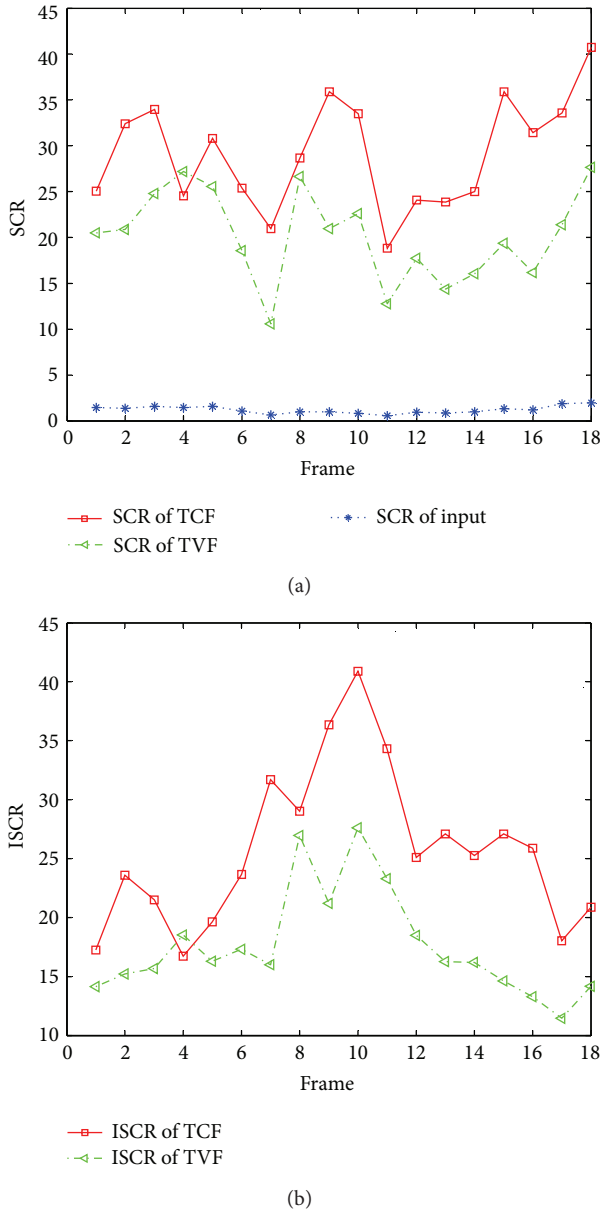 45
40
35
30
25
20
15
10
5
0
SCR
0 2 4 6 8 10 12 14 16 18
Frame
SCR of TCF
SCR of input
SCR of TVF
(a)
45
40
35
30
25
20
15
10
ISCR
0 2 4 6 8 10 12 14 16 18
Frame
ISCR of TCF
ISCR of TVF
(b)